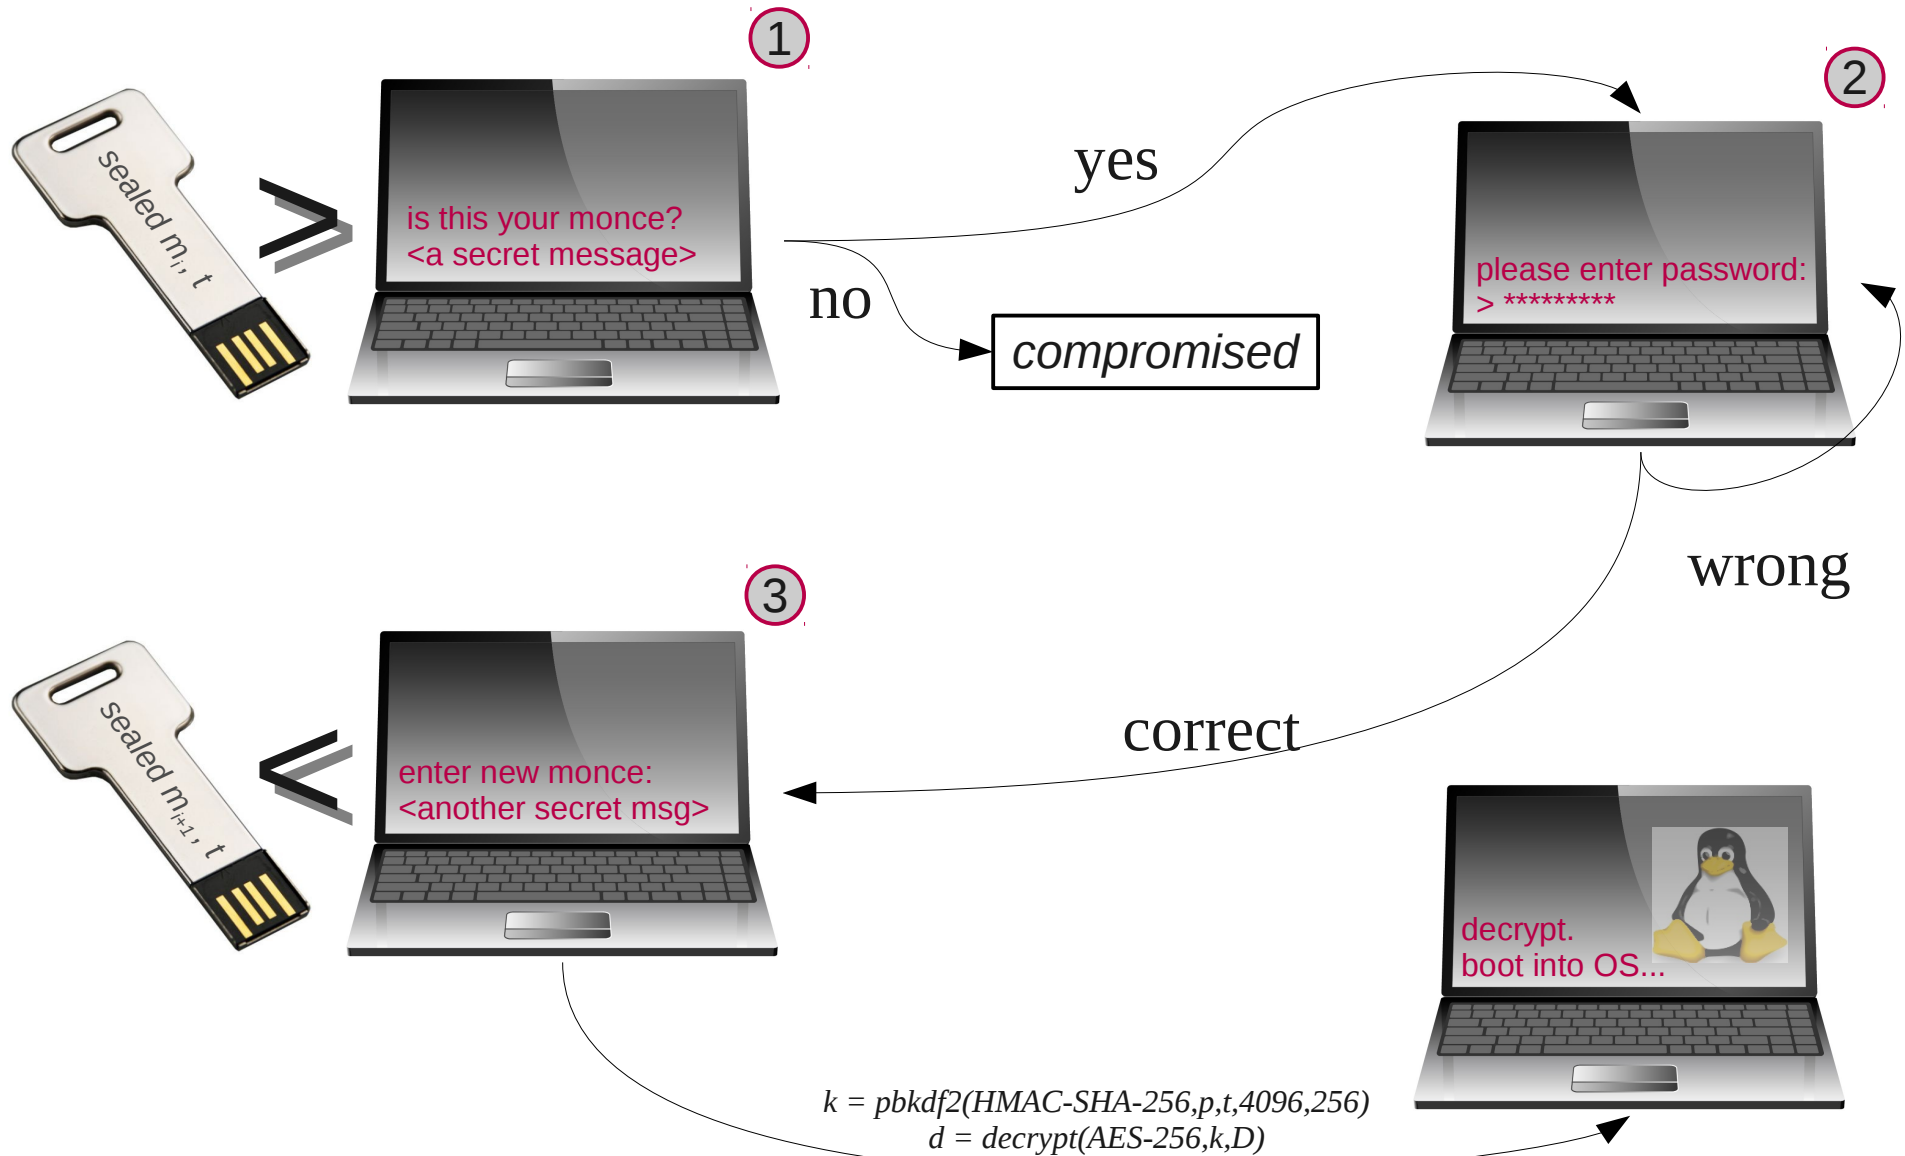 1
sealed mᵢ, t
is this your monce?
<a secret message>
yes
no
compromised
2
please enter password:
> *********
wrong
correct
3
sealed mᵢ₊₁, t
enter new monce:
<another secret msg>
decrypt.
boot into OS...
k = pbkdf2(HMAC-SHA-256,p,t,4096,256)
d = decrypt(AES-256,k,D)